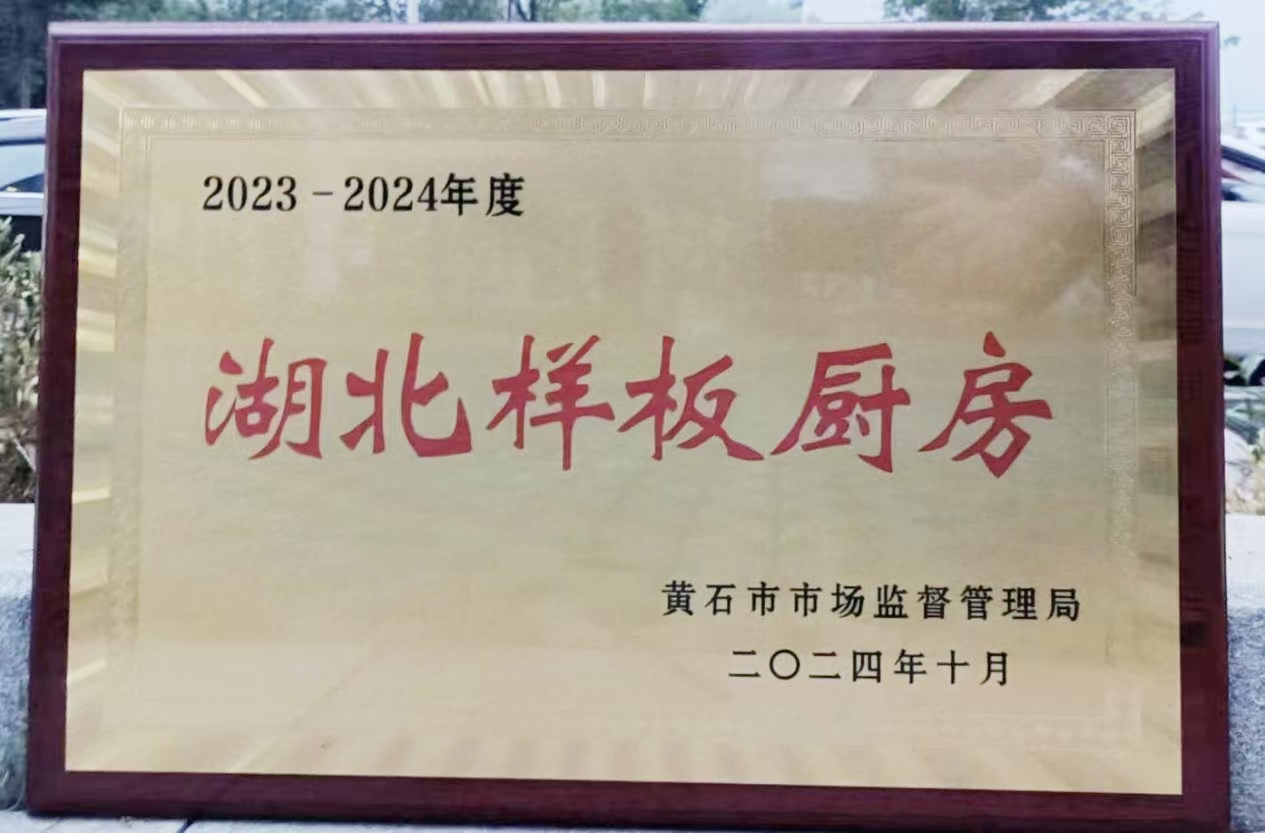 2023－2024年度
湖北样板厨房
黄石市市场监督管理局
二〇二四年十月